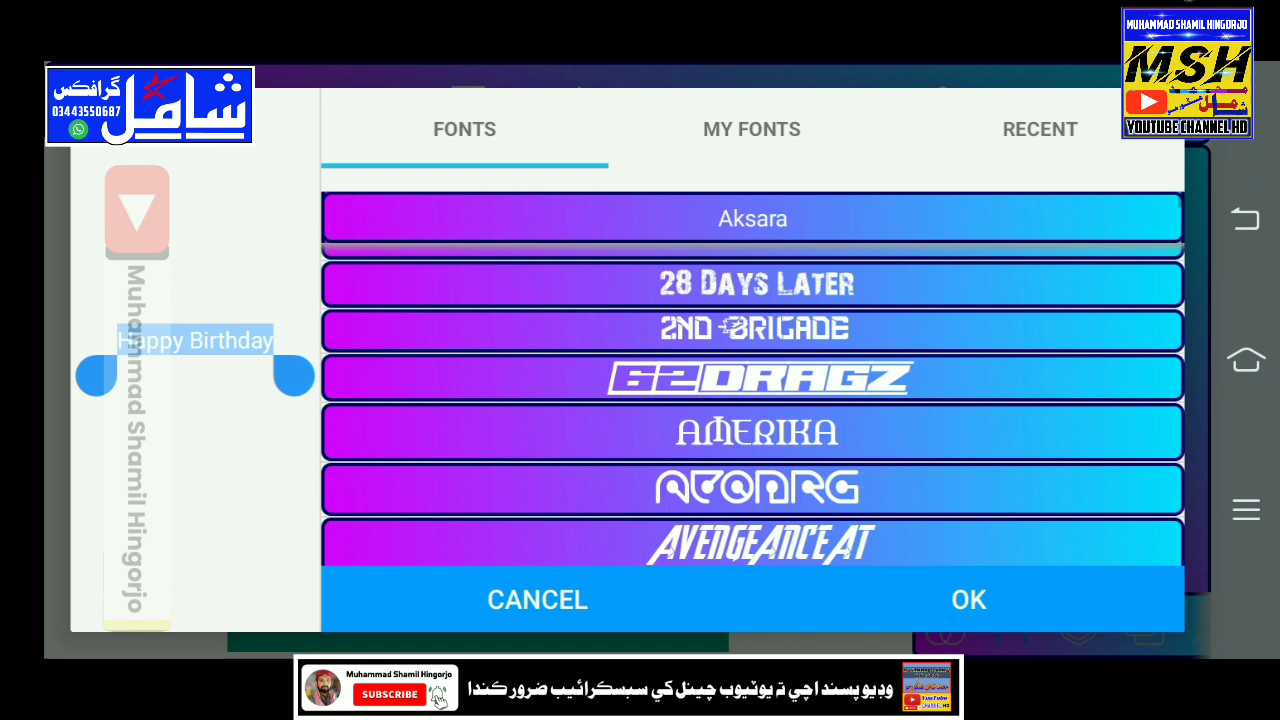 MUHAMMAD SHAMIL HINGORJO
MSH
YOUTUBE CHANNEL HD
شامل
گرافڪس
03443550687
FONTS
MY FONTS
RECENT
Aksara
28 Days Later
2ND BRIGADE
62DRAGZ
AMERIKA
AVENGEANCE AT
Happy Birthday
Muhammad Shamil Hingorjo
CANCEL
OK
Muhammad Shamil Hingorjo
SUBSCRIBE
وڊيو پسند اچي ته يوٽيوب چينل کي سبسڪرائيب ضرور ڪندا